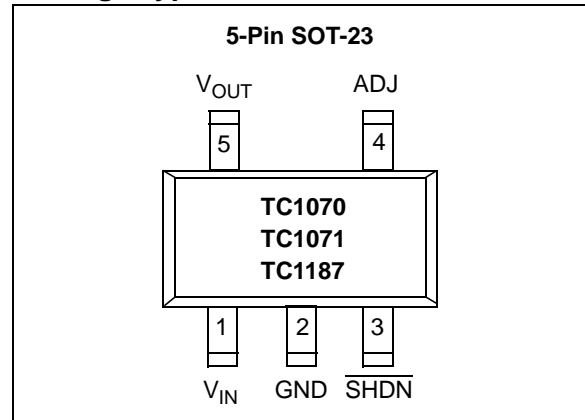 5-Pin SOT-23
VOUT ADJ
5 4
TC1070
TC1071
TC1187
1 2 3
VIN GND SHDN